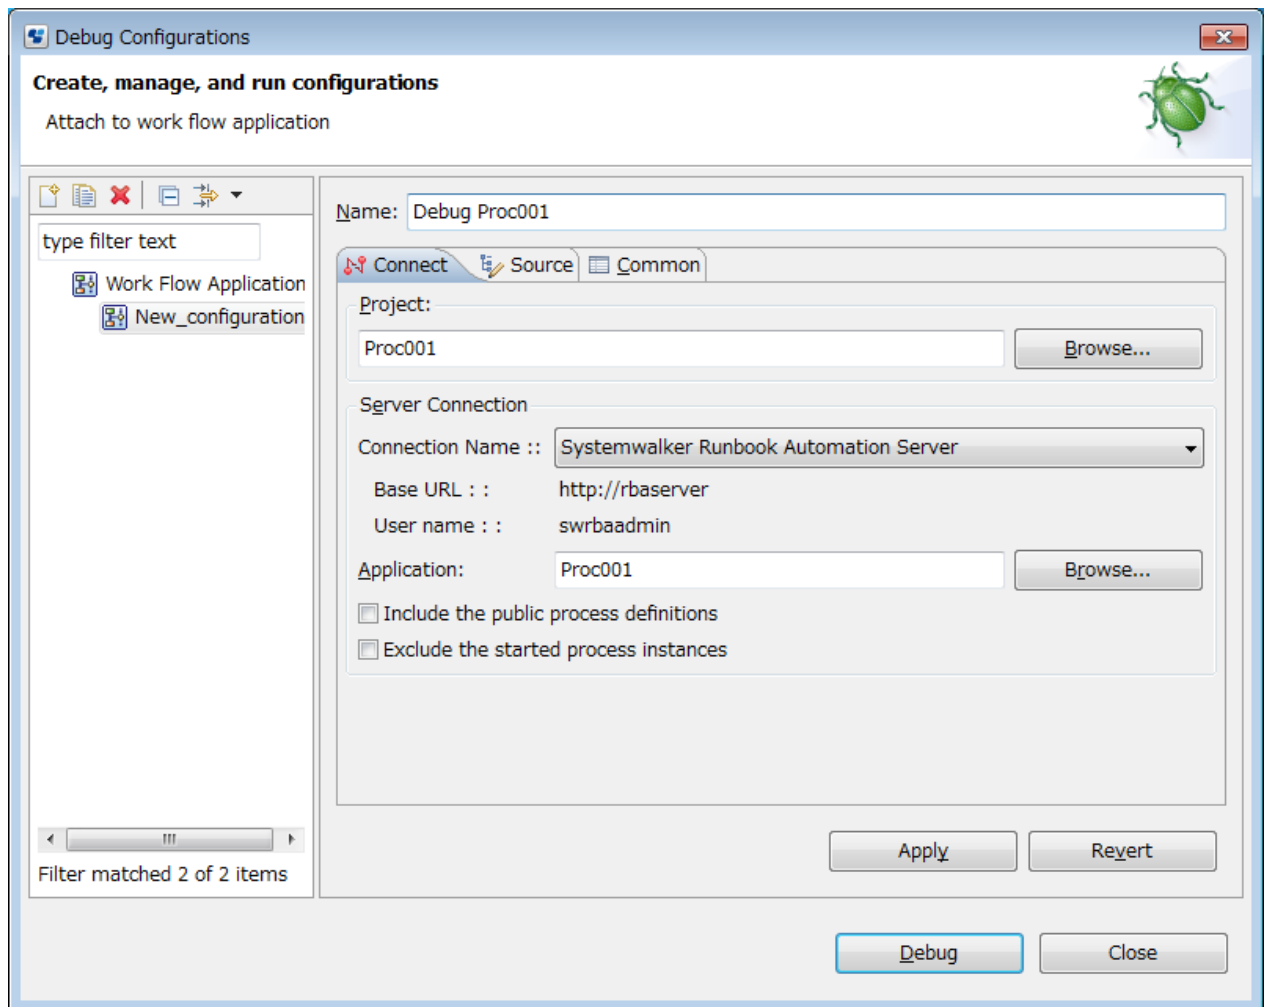 Debug Configurations
Create, manage, and run configurations
Attach to work flow application
type filter text
Work Flow Application
New_configuration
Filter matched 2 of 2 items
Name: Debug Proc001
Connect Source Common
Project:
Proc001 Browse...
Server Connection
Connection Name :: Systemwalker Runbook Automation Server
Base URL : : http://rbaserver
User name : : swrbaadmin
Application: Proc001 Browse...
Include the public process definitions
Exclude the started process instances
Apply Revert
Debug Close